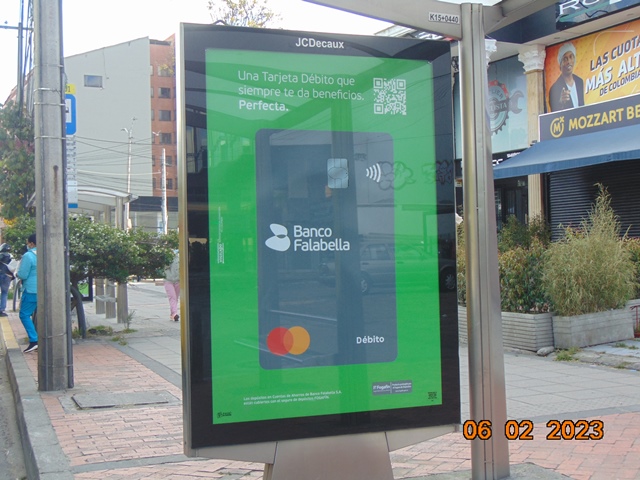 K15+0440
JCDecaux
Una Tarjeta Débito que
siempre te da beneficios.
Perfecta.
Banco
Falabella
Débito
LAS CUOTAS
MÁS ALT
DE COLOMBIA
MOZZART BE
06 02 2023